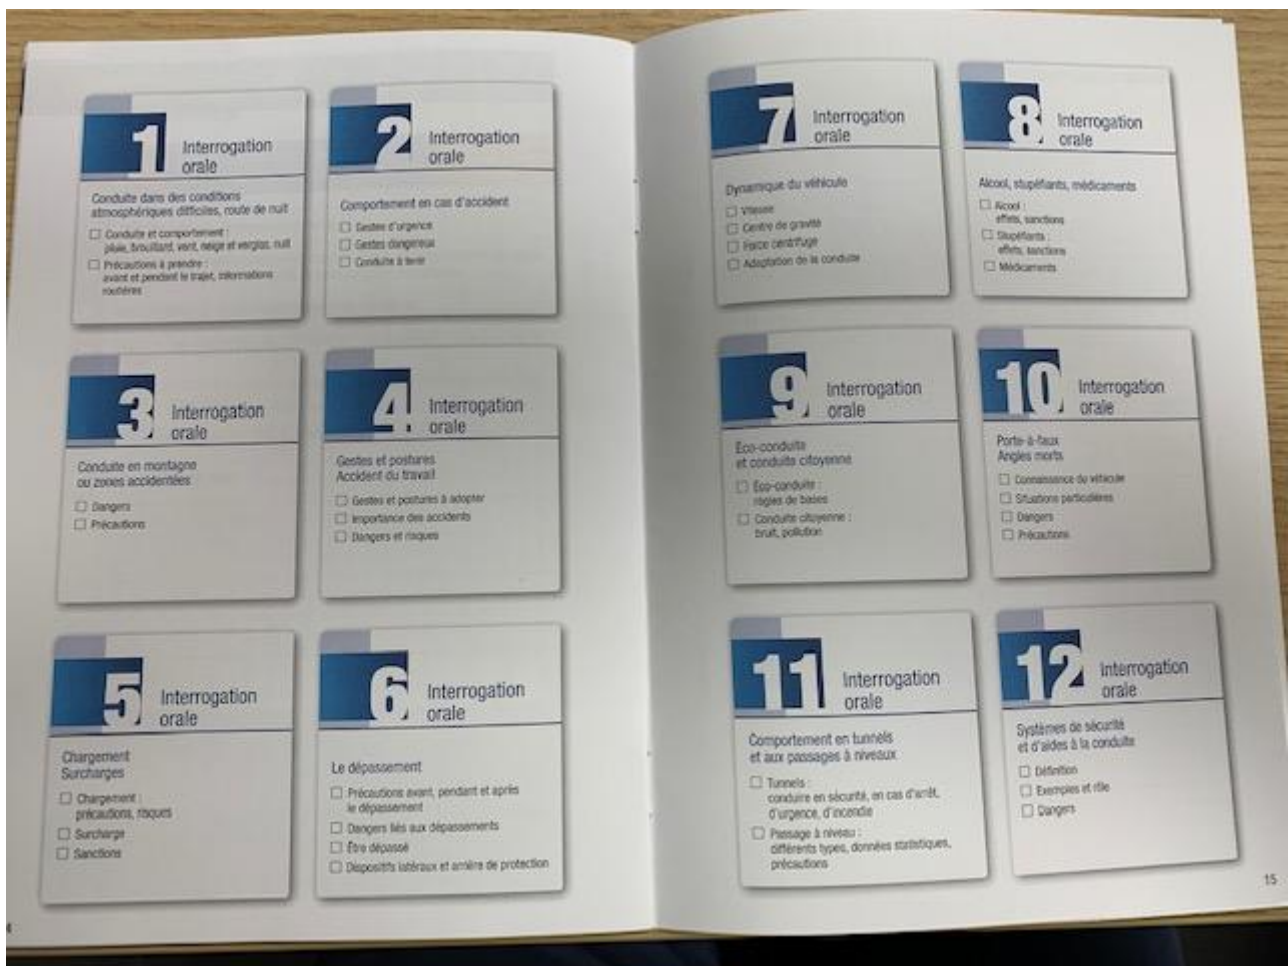 1
Interrogation
orale
Conduite dans des conditions
atmosphériques difficiles, route de nuit
Conduite et comportement :
pluie, brouillard, vent, neige et verglas, nuit
Précautions à prendre :
avant et pendant le trajet, informations
routières
2
Interrogation
orale
Comportement en cas d'accident
Gestes d'urgence
Gestes dangereux
Conduite à tenir
3
Interrogation
orale
Conduite en montagne
ou zones accidentées
Dangers
Précautions
4
Interrogation
orale
Gestes et postures
Accident du travail
Gestes et postures à adopter
Importance des accidents
Dangers et risques
5
Interrogation
orale
Chargement
Surcharges
Chargement :
précautions, risques
Surcharge
Sanctions
6
Interrogation
orale
Le dépassement
Précautions avant, pendant et après
le dépassement
Dangers liés aux dépassements
Être dépassé
Dispositifs latéraux et arrière de protection
7
Interrogation
orale
Dynamique du véhicule
Vitesse
Centre de gravité
Force centrifuge
Adaptation de la conduite
8
Interrogation
orale
Alcool, stupéfiants, médicaments
Alcool :
effets, sanctions
Stupéfiants :
effets, sanctions
Médicaments
9
Interrogation
orale
Éco-conduite
et conduite citoyenne
Éco-conduite :
règles de bases
Conduite citoyenne :
bruit, pollution
10
Interrogation
orale
Porte-à-faux
Angles morts
Connaissance du véhicule
Situations particulières
Dangers
Précautions
11
Interrogation
orale
Comportement en tunnels
et aux passages à niveaux
Tunnels :
conduire en sécurité, en cas d'arrêt,
d'urgence, d'incendie
Passage à niveau :
différents types, données statistiques,
précautions
12
Interrogation
orale
Systèmes de sécurité
et d'aides à la conduite
Définition
Exemples et rôle
Dangers
15